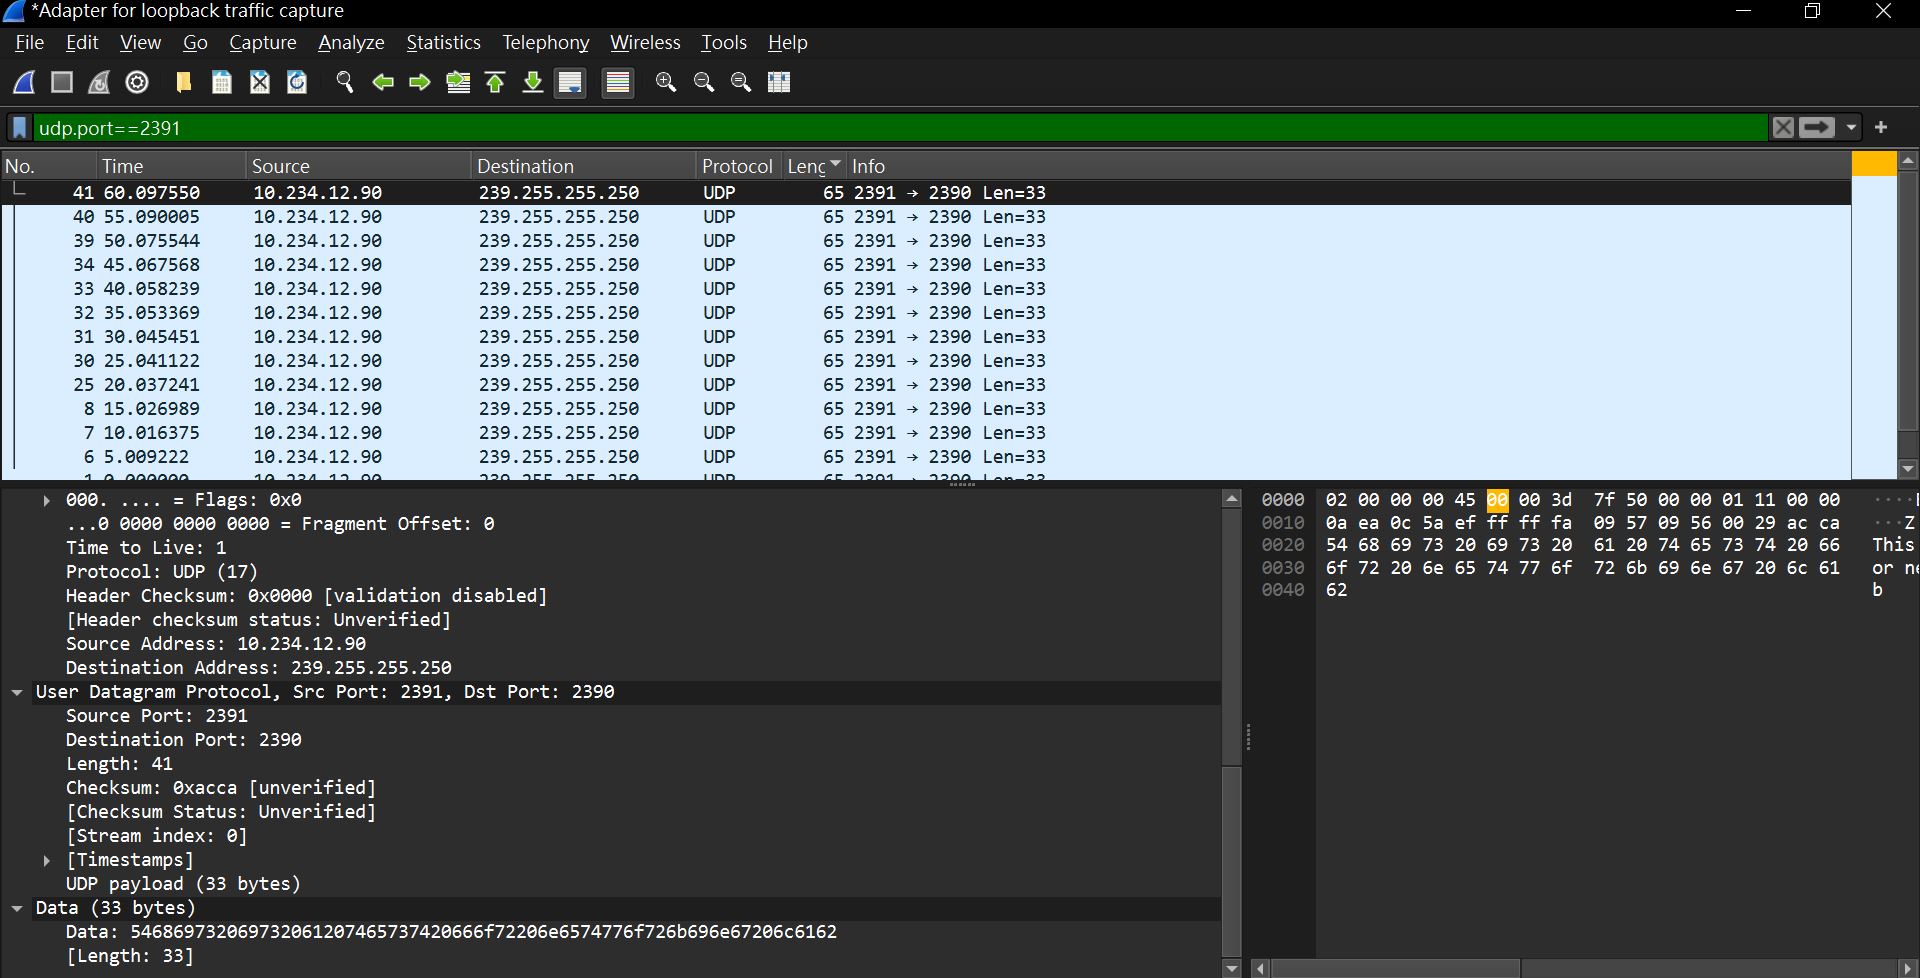 *Adapter for loopback traffic capture
File Edit View Go Capture Analyze Statistics Telephony Wireless Tools Help
udp.port==2391
No. Time Source Destination Protocol Leng Info
41 60.097550 10.234.12.90 239.255.255.250 UDP 65 2391 → 2390 Len=33
40 55.090005 10.234.12.90 239.255.255.250 UDP 65 2391 → 2390 Len=33
39 50.075544 10.234.12.90 239.255.255.250 UDP 65 2391 → 2390 Len=33
34 45.067568 10.234.12.90 239.255.255.250 UDP 65 2391 → 2390 Len=33
33 40.058239 10.234.12.90 239.255.255.250 UDP 65 2391 → 2390 Len=33
32 35.053369 10.234.12.90 239.255.255.250 UDP 65 2391 → 2390 Len=33
31 30.045451 10.234.12.90 239.255.255.250 UDP 65 2391 → 2390 Len=33
30 25.041122 10.234.12.90 239.255.255.250 UDP 65 2391 → 2390 Len=33
25 20.037241 10.234.12.90 239.255.255.250 UDP 65 2391 → 2390 Len=33
8 15.026989 10.234.12.90 239.255.255.250 UDP 65 2391 → 2390 Len=33
7 10.016375 10.234.12.90 239.255.255.250 UDP 65 2391 → 2390 Len=33
6 5.009222 10.234.12.90 239.255.255.250 UDP 65 2391 → 2390 Len=33
000. .... = Flags: 0x0
...0 0000 0000 0000 = Fragment Offset: 0
Time to Live: 1
Protocol: UDP (17)
Header Checksum: 0x0000 [validation disabled]
[Header checksum status: Unverified]
Source Address: 10.234.12.90
Destination Address: 239.255.255.250
User Datagram Protocol, Src Port: 2391, Dst Port: 2390
Source Port: 2391
Destination Port: 2390
Length: 41
Checksum: 0xacca [unverified]
[Checksum Status: Unverified]
[Stream index: 0]
[Timestamps]
UDP payload (33 bytes)
Data (33 bytes)
Data: 546869732069732061207465737420666f72206e6574776f726b696e67206c6162
[Length: 33]
0000 02 00 00 00 45 00 00 3d 7f 50 00 00 01 11 00 00 ····
0010 0a ea 0c 5a ef ff ff fa 09 57 09 56 00 29 ac ca ···Z
0020 54 68 69 73 20 69 73 20 61 20 74 65 73 74 20 66 This
0030 6f 72 20 6e 65 74 77 6f 72 6b 69 6e 67 20 6c 61 or n
0040 62 b